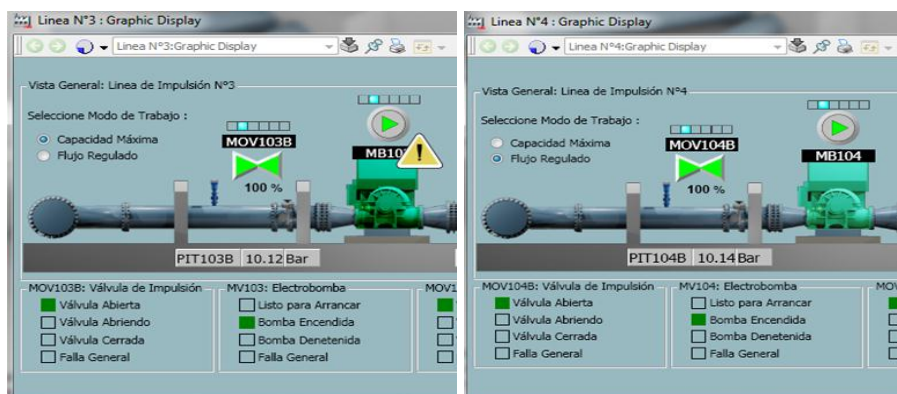 Linea N°3 : Graphic Display
Linea Nº3:Graphic Display
Vista General: Linea de Impulsión Nº3
Seleccione Modo de Trabajo :
Capacidad Máxima
Flujo Regulado
MOV103B
100 %
PIT103B 10.12 Bar
MOV103B: Válvula de Impulsión
Válvula Abierta
Válvula Abriendo
Válvula Cerrada
Falla General
MV103: Electrobomba
Listo para Arrancar
Bomba Encendida
Bomba Denetenida
Falla General
Linea N°4 : Graphic Display
Linea Nº4:Graphic Display
Vista General: Linea de Impulsión Nº4
Seleccione Modo de Trabajo :
Capacidad Máxima
Flujo Regulado
MOV104B
100 %
MB104
PIT104B 10.14 Bar
MOV104B: Válvula de Impulsión
Válvula Abierta
Válvula Abriendo
Válvula Cerrada
Falla General
MV104: Electrobomba
Listo para Arrancar
Bomba Encendida
Bomba Denetenida
Falla General